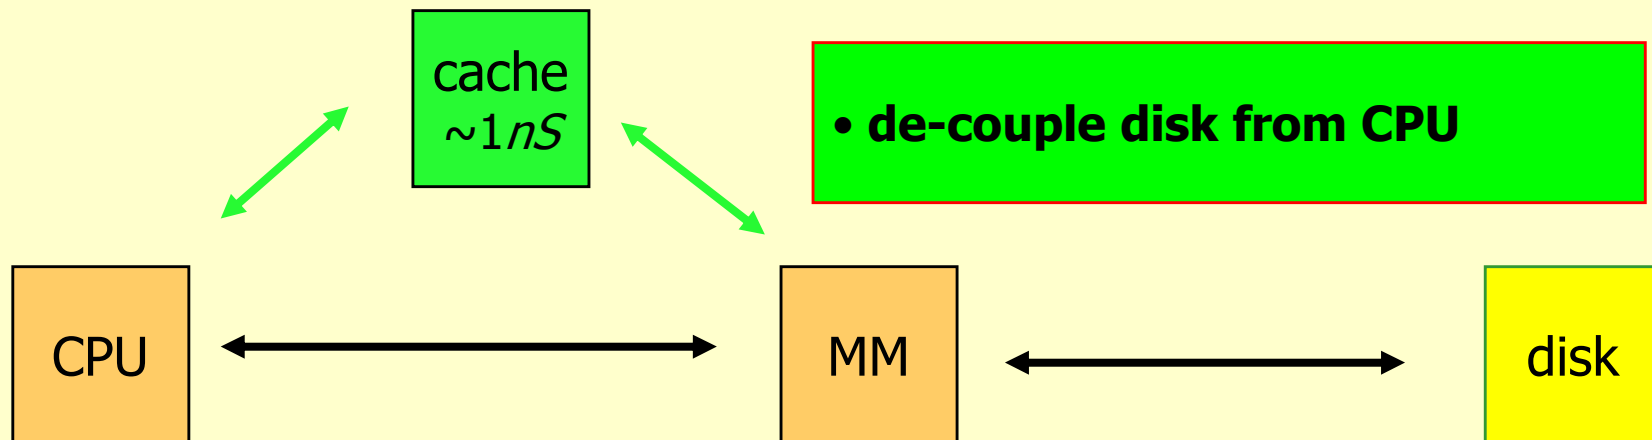 cache
~1nS
• de-couple disk from CPU
CPU
MM
disk